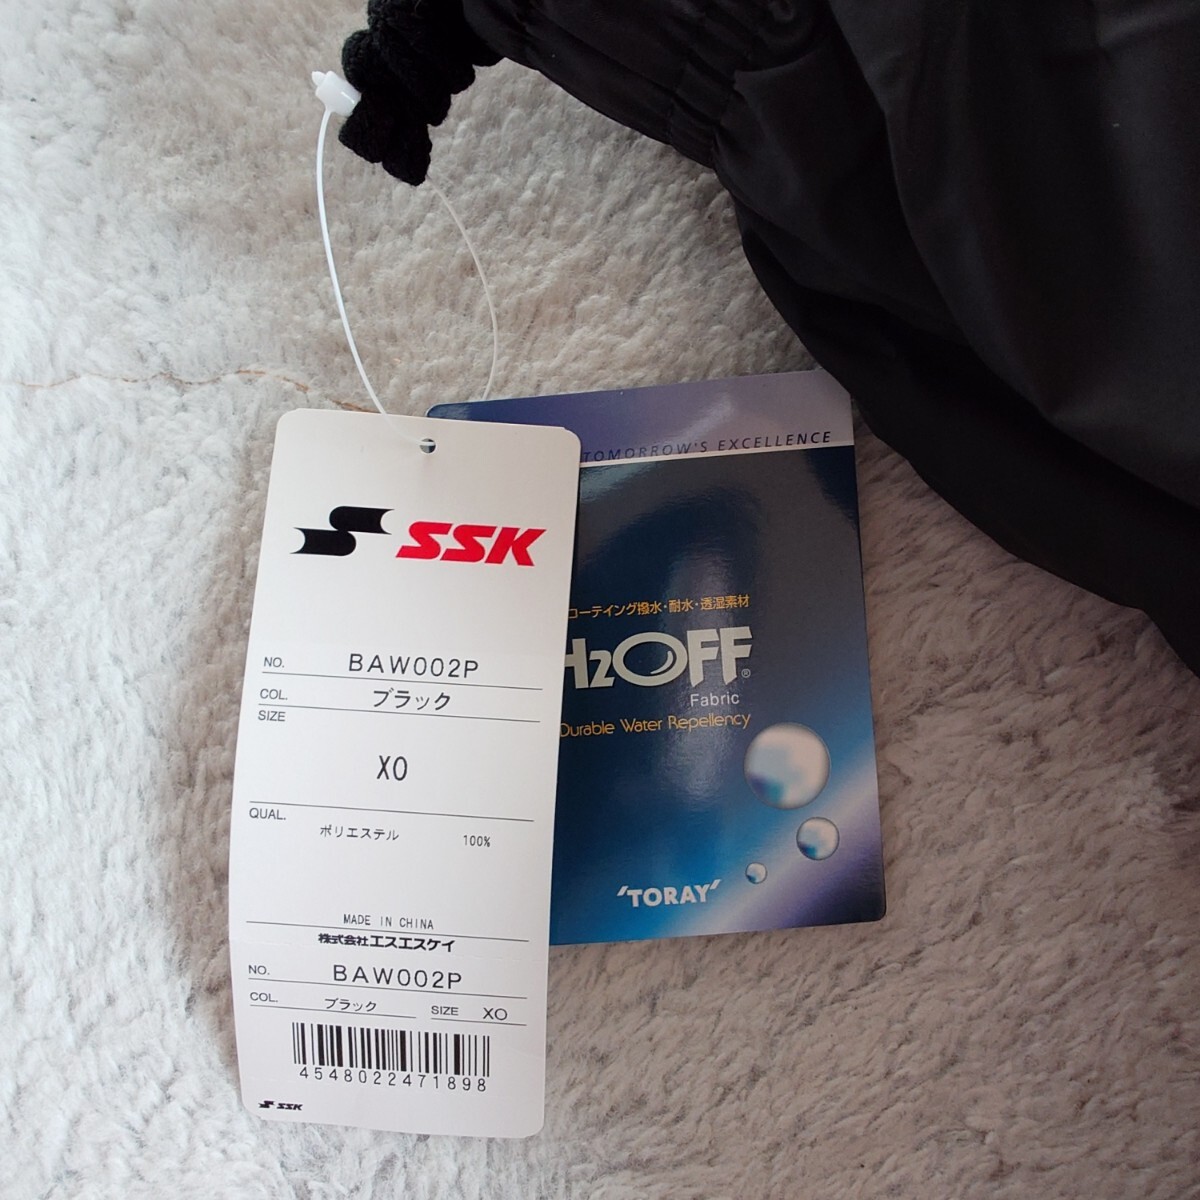 SSK
NO. BAW002P
COL. ブラック
SIZE
XO
QUAL.
ポリエステル 100%
MADE IN CHINA
株式会社エスエスケイ
NO. BAW002P
COL. ブラック SIZE XO
4548022471898
SSK
TOMORROW'S EXCELLENCE
コーテイング撥水・耐水・透湿素材
H2OFF®
Fabric
Durable Water Repellency
'TORAY'